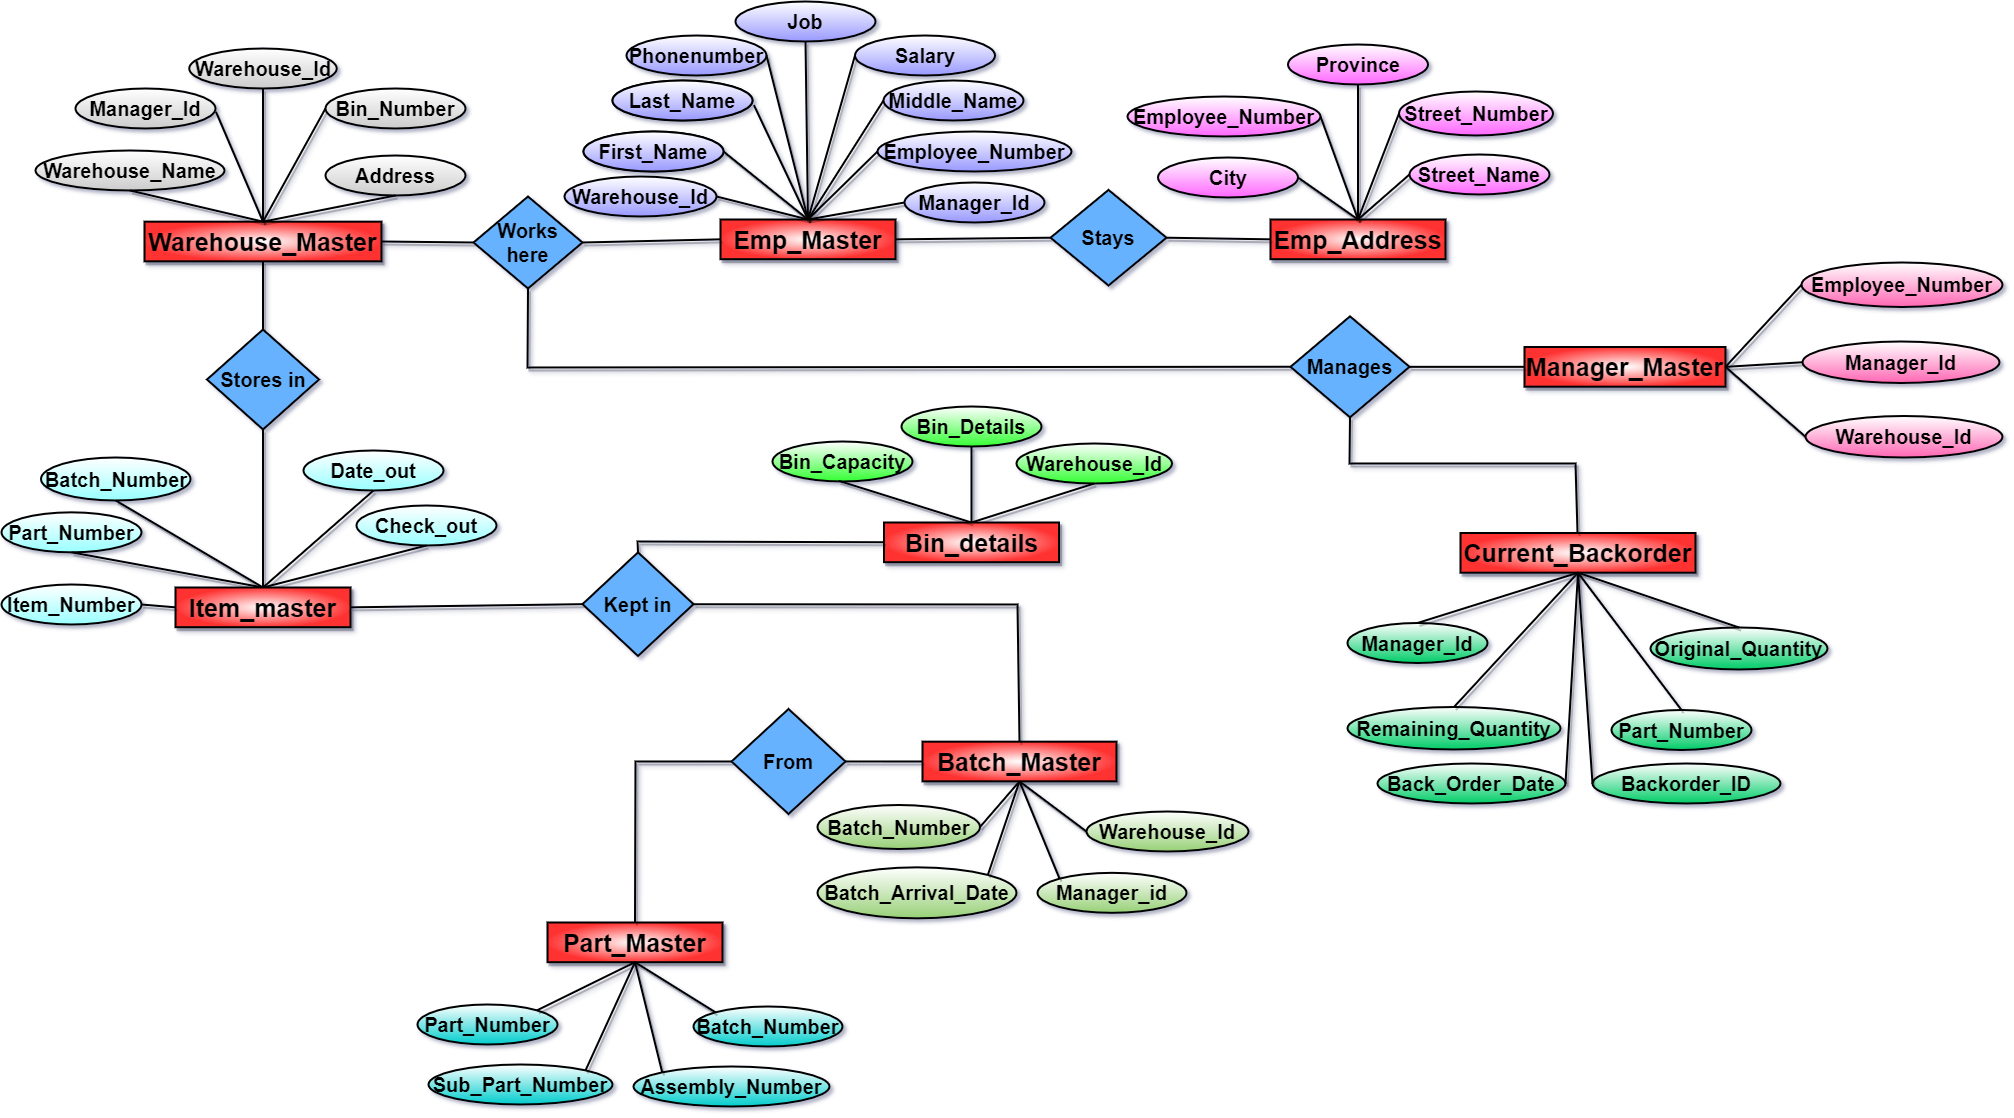 Job
Phonenumber
Salary
Warehouse_Id
Province
Manager_Id
Bin_Number
Last_Name
Middle_Name
Employee_Number
Street_Number
Warehouse_Name
Address
First_Name
Employee_Number
City
Street_Name
Warehouse_Id
Manager_Id
Warehouse_Master
Works
here
Emp_Master
Stays
Emp_Address
Employee_Number
Stores in
Manages
Manager_Master
Manager_Id
Warehouse_Id
Bin_Details
Bin_Capacity
Warehouse_Id
Batch_Number
Date_out
Part_Number
Check_out
Bin_details
Current_Backorder
Item_Number
Item_master
Kept in
Manager_Id
Original_Quantity
Remaining_Quantity
Part_Number
Back_Order_Date
Backorder_ID
From
Batch_Master
Batch_Number
Warehouse_Id
Batch_Arrival_Date
Manager_id
Part_Master
Part_Number
Batch_Number
Sub_Part_Number
Assembly_Number